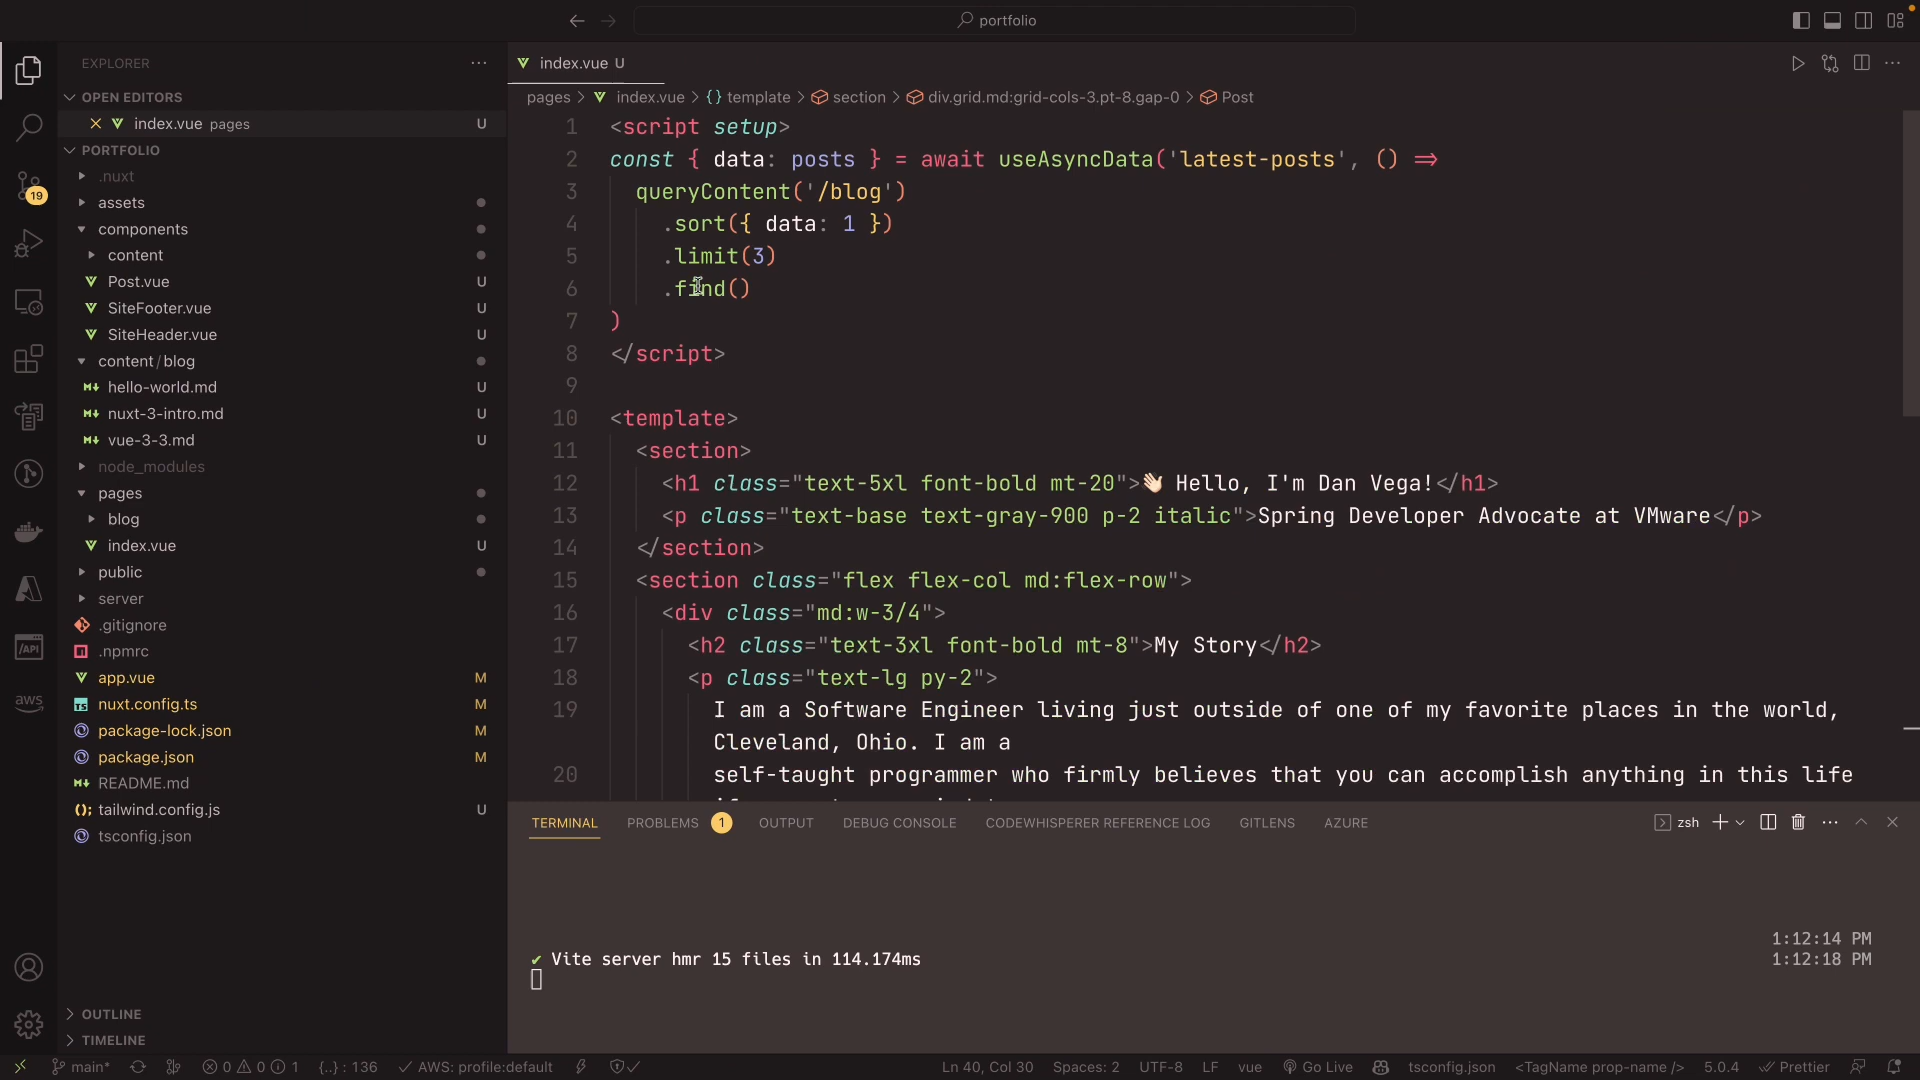 portfolio
EXPLORER
OPEN EDITORS
index.vue pages U
PORTFOLIO
.nuxt
assets
components
content
Post.vue U
SiteFooter.vue U
SiteHeader.vue U
content/blog
hello-world.md U
nuxt-3-intro.md U
vue-3-3.md U
node_modules
pages
blog
index.vue U
public
server
.gitignore
.npmrc
app.vue M
nuxt.config.ts M
package-lock.json M
package.json M
README.md
tailwind.config.js U
tsconfig.json
OUTLINE
TIMELINE
19
/API
aws
index.vue U
pages > index.vue > {} template > section > div.grid.md:grid-cols-3.pt-8.gap-0 > Post
1 <script setup>
2 const { data: posts } = await useAsyncData('latest-posts', () =>
3 queryContent('/blog')
4 .sort({ data: 1 })
5 .limit(3)
6 .find()
7 )
8 </script>
9
10 <template>
11 <section>
12 <h1 class="text-5xl font-bold mt-20">👋🏻 Hello, I'm Dan Vega!</h1>
13 <p class="text-base text-gray-900 p-2 italic">Spring Developer Advocate at VMware</p>
14 </section>
15 <section class="flex flex-col md:flex-row">
16 <div class="md:w-3/4">
17 <h2 class="text-3xl font-bold mt-8">My Story</h2>
18 <p class="text-lg py-2">
19 I am a Software Engineer living just outside of one of my favorite places in the world,
Cleveland, Ohio. I am a
20 self-taught programmer who firmly believes that you can accomplish anything in this life
TERMINAL PROBLEMS 1 OUTPUT DEBUG CONSOLE CODEWHISPERER REFERENCE LOG GITLENS AZURE zsh
1:12:14 PM
✔ Vite server hmr 15 files in 114.174ms 1:12:18 PM
main* 0 0 1 {..} : 136 AWS: profile:default Ln 40, Col 30 Spaces: 2 UTF-8 LF vue Go Live tsconfig.json <TagName prop-name /> 5.0.4 Prettier